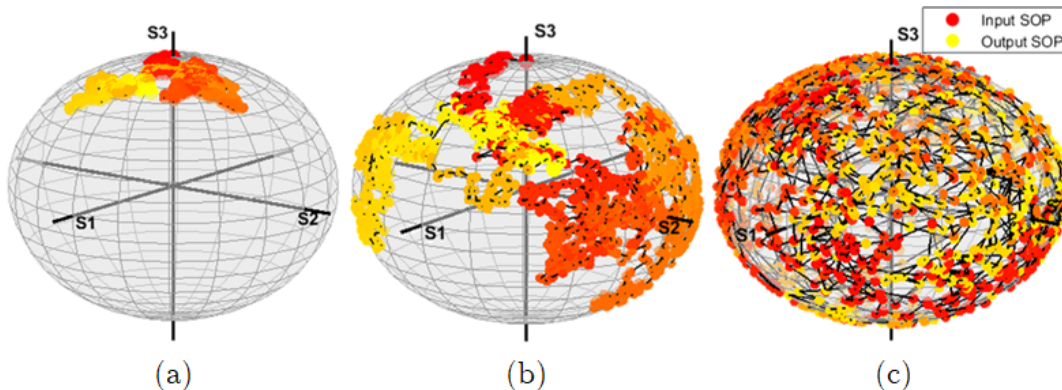 S3
S1
S2
(a)
S3
S1
S2
(b)
Input SOP
Output SOP
S3
S1
(c)